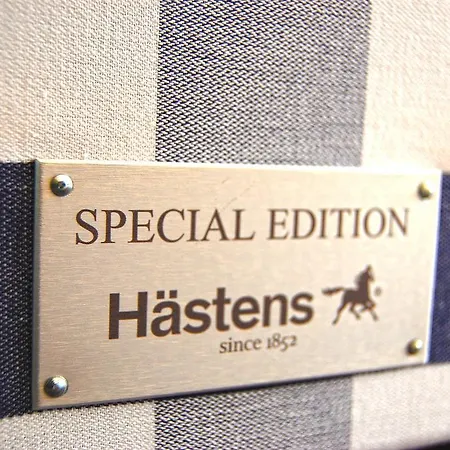 SPECIAL EDITION
Hästens
since 1852